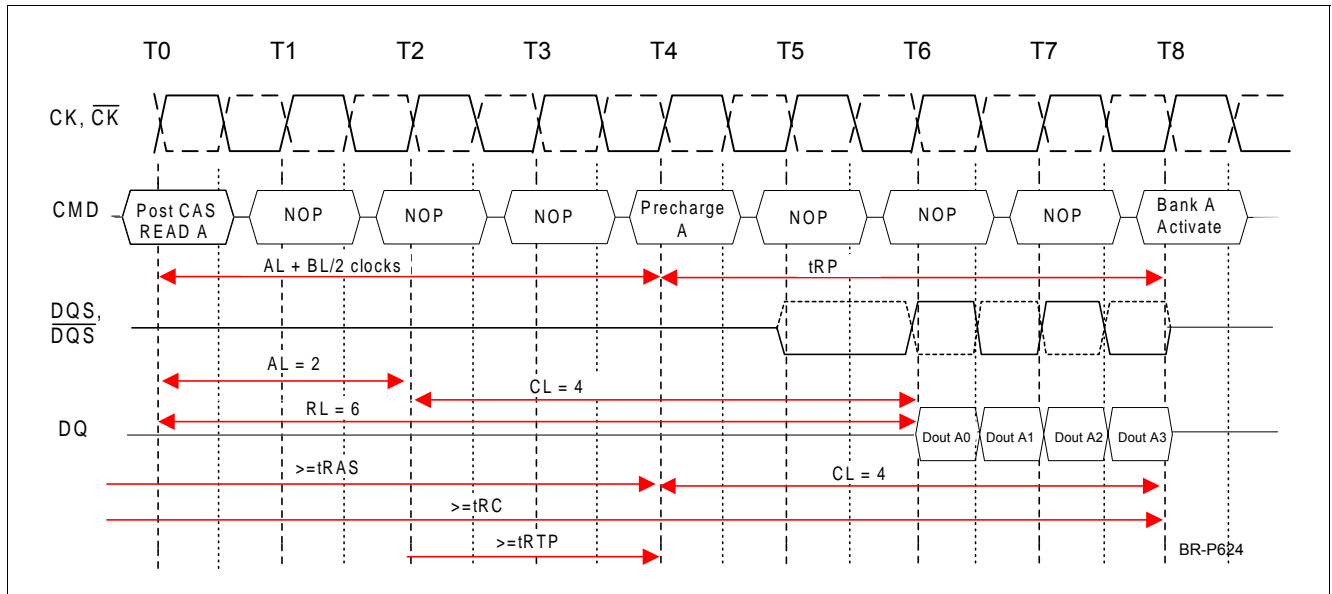 T0 T1 T2 T3 T4 T5 T6 T7 T8
CK, CK
CMD Post CAS READ A NOP NOP NOP Precharge A NOP NOP NOP Bank A Activate
AL + BL/2 clocks tRP
DQS,
DQS
AL = 2
CL = 4
RL = 6
DQ Dout A0 Dout A1 Dout A2 Dout A3
>=tRAS CL = 4
>=tRC
>=tRTP
BR-P624